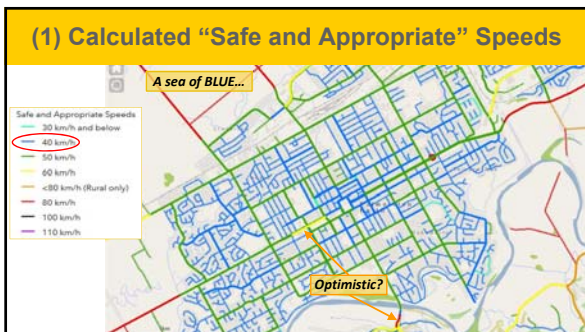 (1) Calculated “Safe and Appropriate” Speeds
A sea of BLUE…
Safe and Appropriate Speeds
30 km/h and below
40 km/h
50 km/h
60 km/h
<80 km/h (Rural only)
80 km/h
100 km/h
110 km/h
Optimistic?